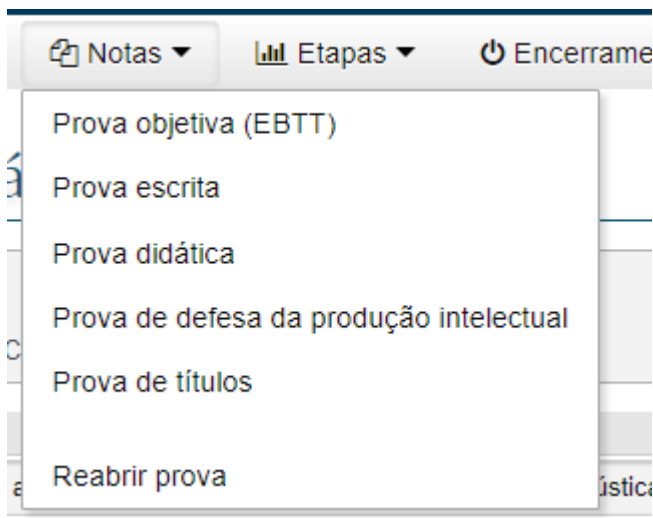 Notas Etapas
Prova objetiva (EBTT)
Prova escrita
Prova didática
Prova de defesa da produção intelectual
Prova de títulos
Reabrir prova